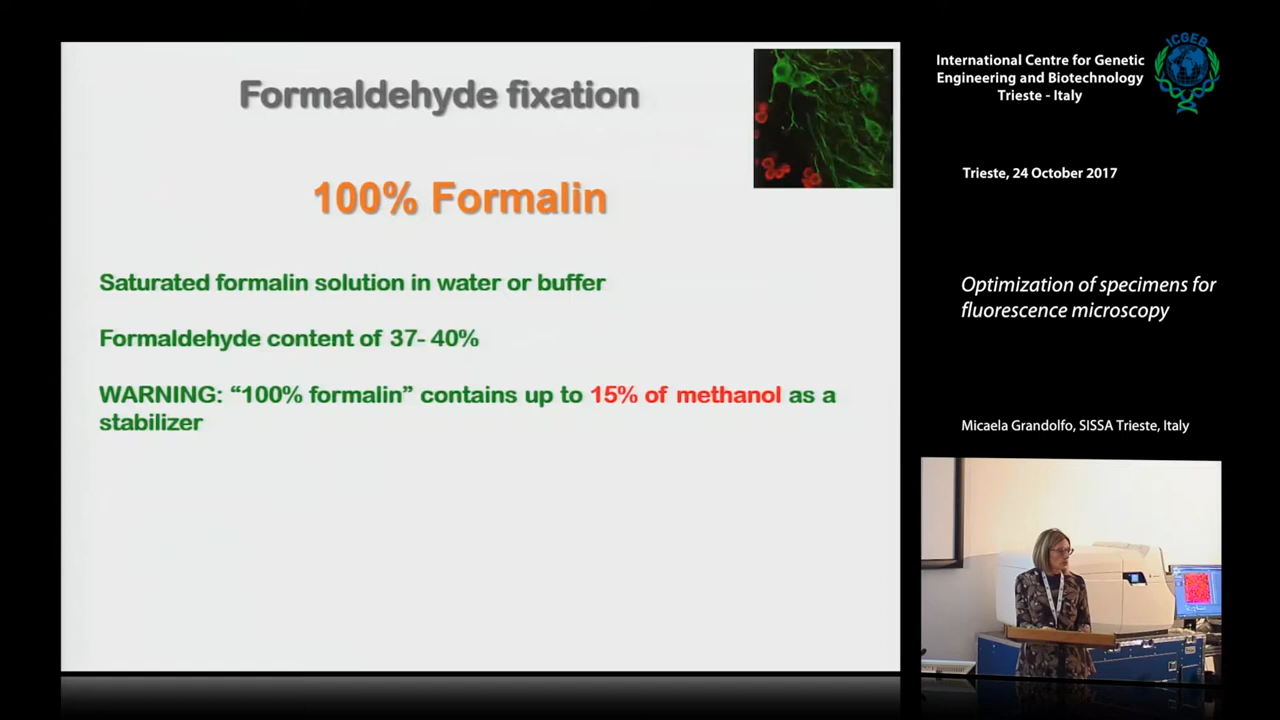 Formaldehyde fixation
100% Formalin
Saturated formalin solution in water or buffer
Formaldehyde content of 37- 40%
WARNING: “100% formalin” contains up to 15% of methanol as a
stabilizer
International Centre for Genetic
Engineering and Biotechnology
Trieste - Italy
ICGEB
Trieste, 24 October 2017
Optimization of specimens for
fluorescence microscopy
Micaela Grandolfo, SISSA Trieste, Italy